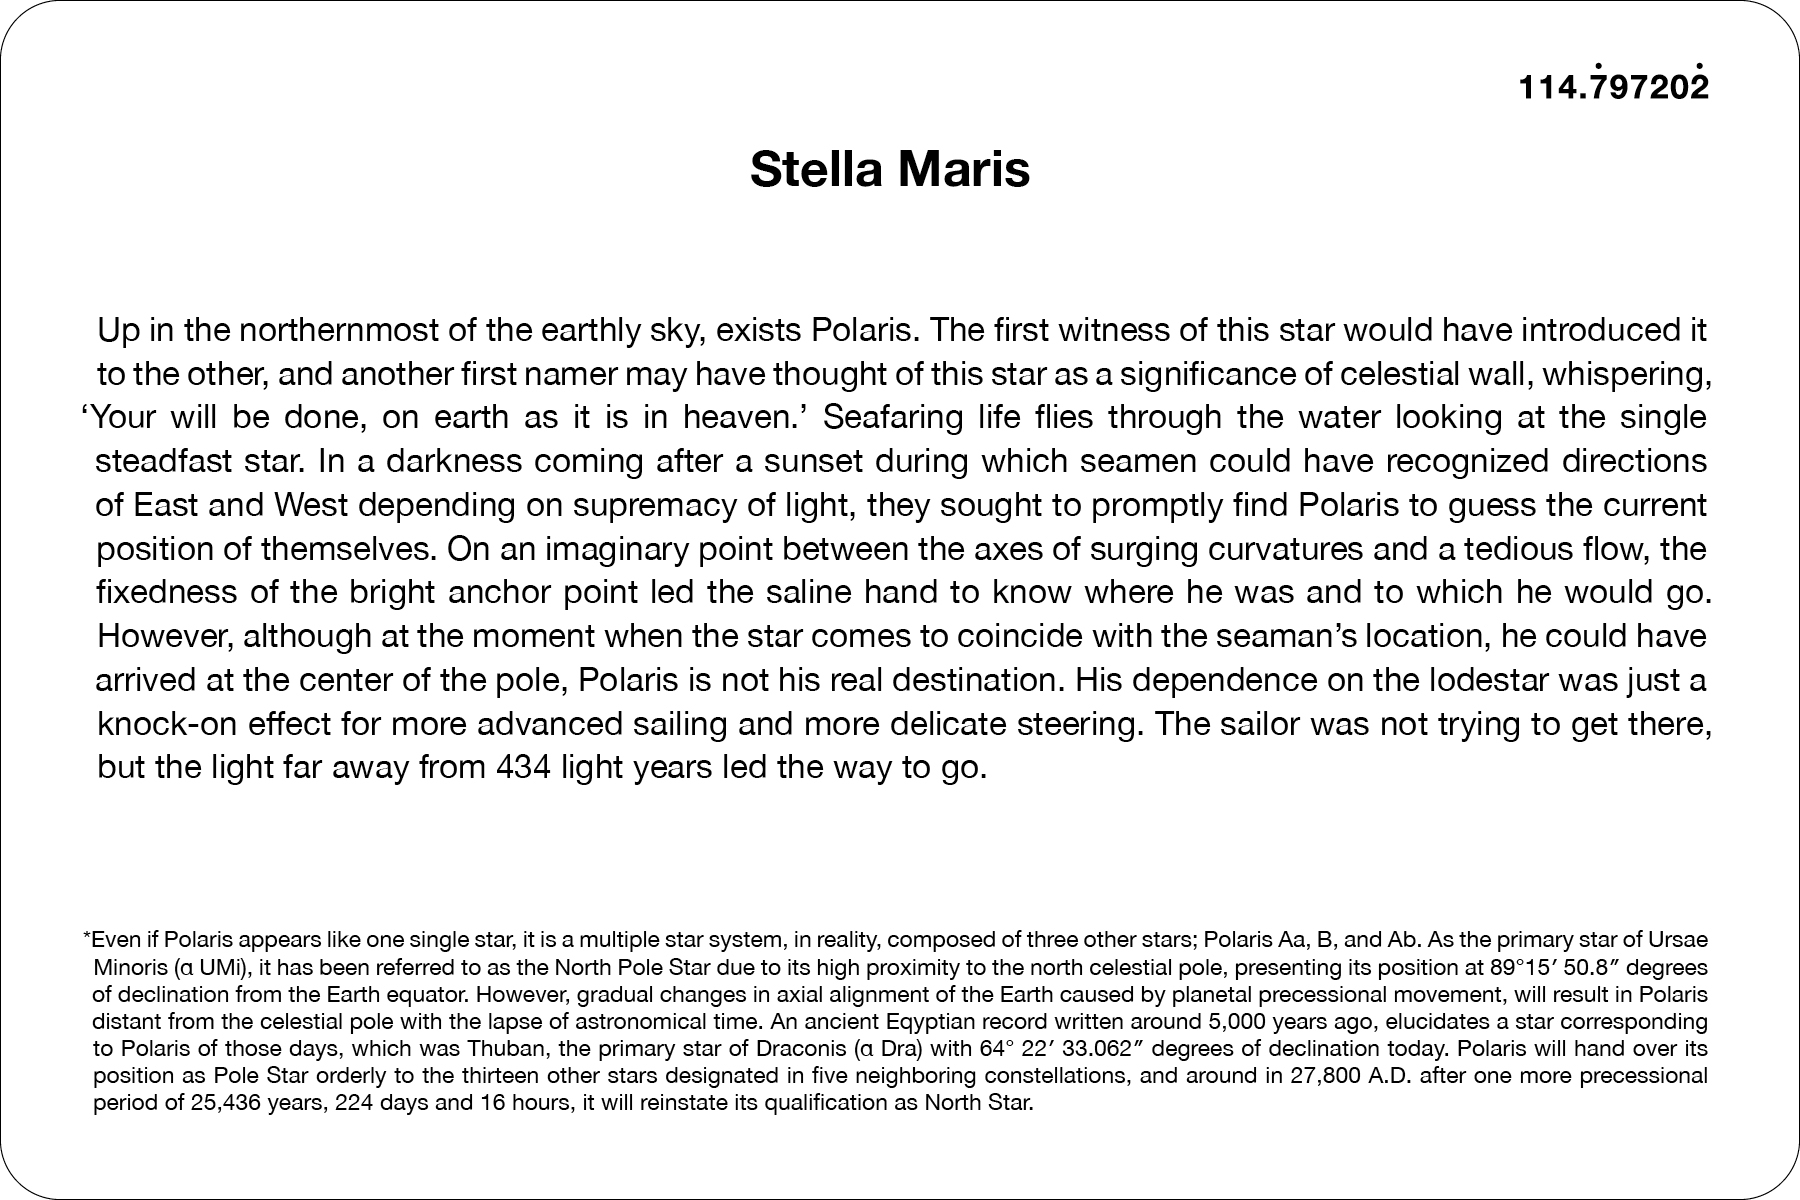 114.7̇97202̇
Stella Maris
Up in the northernmost of the earthly sky, exists Polaris. The first witness of this star would have introduced it
to the other, and another first namer may have thought of this star as a significance of celestial wall, whispering,
‘Your will be done, on earth as it is in heaven.’ Seafaring life flies through the water looking at the single
steadfast star. In a darkness coming after a sunset during which seamen could have recognized directions
of East and West depending on supremacy of light, they sought to promptly find Polaris to guess the current
position of themselves. On an imaginary point between the axes of surging curvatures and a tedious flow, the
fixedness of the bright anchor point led the saline hand to know where he was and to which he would go.
However, although at the moment when the star comes to coincide with the seaman’s location, he could have
arrived at the center of the pole, Polaris is not his real destination. His dependence on the lodestar was just a
knock-on effect for more advanced sailing and more delicate steering. The sailor was not trying to get there,
but the light far away from 434 light years led the way to go.
*Even if Polaris appears like one single star, it is a multiple star system, in reality, composed of three other stars; Polaris Aa, B, and Ab. As the primary star of Ursae
Minoris (α UMi), it has been referred to as the North Pole Star due to its high proximity to the north celestial pole, presenting its position at 89°15′ 50.8″ degrees
of declination from the Earth equator. However, gradual changes in axial alignment of the Earth caused by planetal precessional movement, will result in Polaris
distant from the celestial pole with the lapse of astronomical time. An ancient Eqyptian record written around 5,000 years ago, elucidates a star corresponding
to Polaris of those days, which was Thuban, the primary star of Draconis (α Dra) with 64° 22′ 33.062″ degrees of declination today. Polaris will hand over its
position as Pole Star orderly to the thirteen other stars designated in five neighboring constellations, and around in 27,800 A.D. after one more precessional
period of 25,436 years, 224 days and 16 hours, it will reinstate its qualification as North Star.